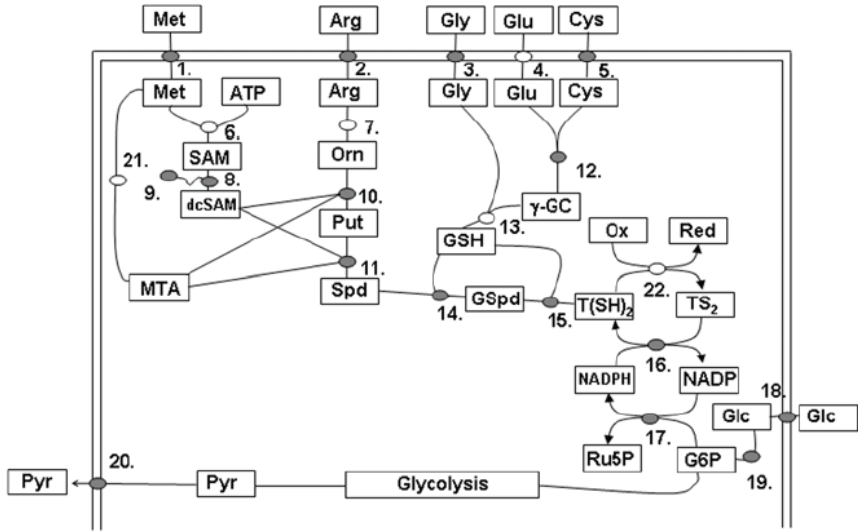 Met Arg Gly Glu Cys
1. 2. 3. 4. 5.
Met ATP Arg Gly Glu Cys
6. 7.
SAM Orn
21. 12.
9. 8. 10.
dcSAM γ-GC
Put 13. Ox Red
GSH
11.
MTA Spd GSpd T(SH)₂ 22. TS₂
14. 15.
16.
NADPH NADP 18.
Glc Glc
17.
Ru5P G6P 19.
20.
Pyr Pyr Glycolysis